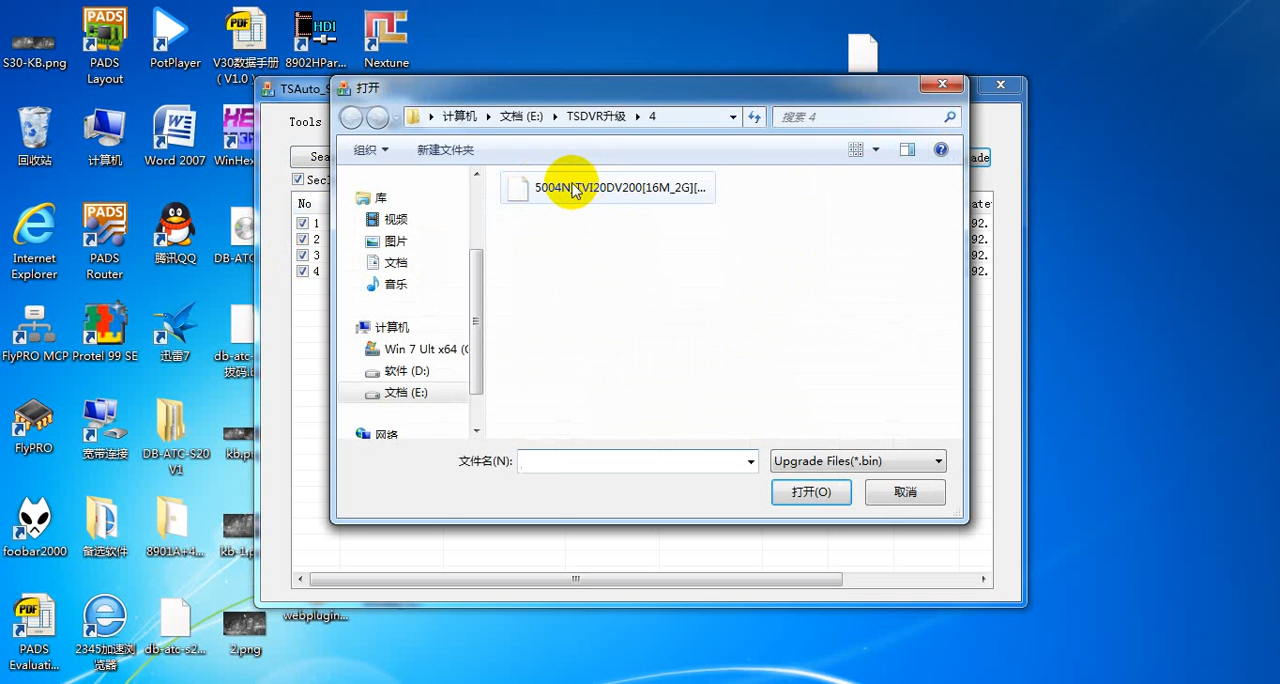 S30-KB.png
PADS
Layout
PotPlayer
V30数据手册
( V1.0 )
HDI
8902HPar...
Nextune
回收站
计算机
Word 2007
WinHex
Internet
Explorer
PADS
Router
腾讯QQ
DB-ATC
FlyPRO MCP
Protel 99 SE
迅雷7
db-atc-
FlyPRO
宽带连接
DB-ATC-S20
V1
kb.pi
foobar2000
备选软件
8901A+4...
kb-1.p
PADS
Evaluati...
2345加速浏
览器
db-atc-s2...
2.png
webplugin...
TSAuto_S
Tools
Sea
No
1
2
3
4
ade
92.
92.
92.
92.
打开
计算机
文档 (E:)
TSDVR升级
4
搜索 4
组织
新建文件夹
库
视频
图片
文档
音乐
计算机
Win 7 Ult x64 (C
软件 (D:)
文档 (E:)
网络
TVI20DV200[16M_2G][...
文件名(N):
Upgrade Files(*.bin)
打开(O)
取消